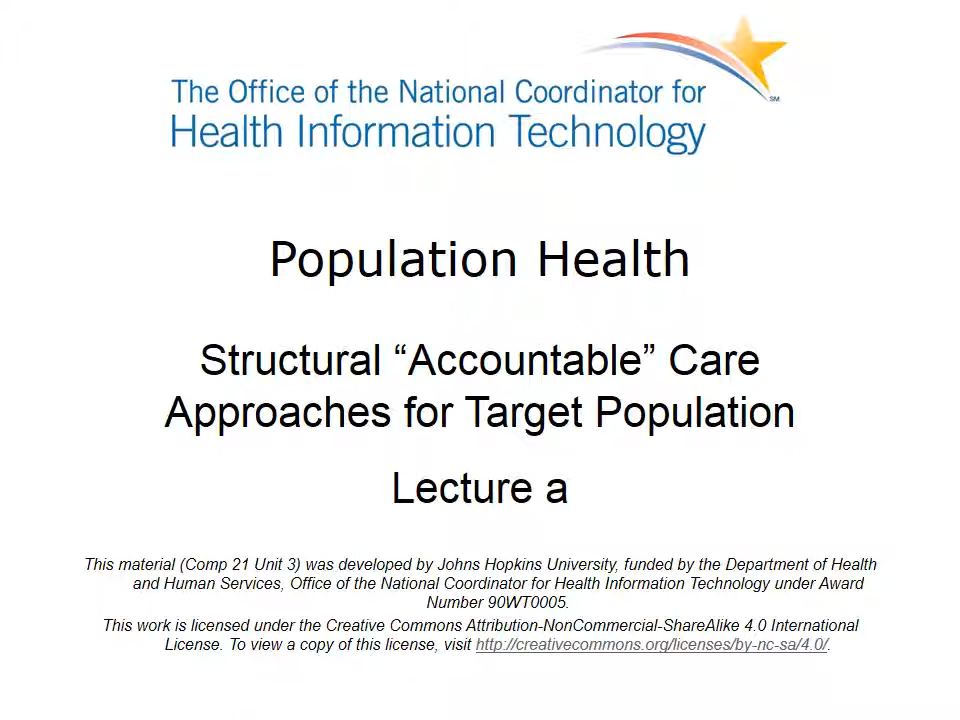 The Office of the National Coordinator for
Health Information Technology
SM
Population Health
Structural “Accountable” Care
Approaches for Target Population
Lecture a
This material (Comp 21 Unit 3) was developed by Johns Hopkins University, funded by the Department of Health
and Human Services, Office of the National Coordinator for Health Information Technology under Award
Number 90WT0005.
This work is licensed under the Creative Commons Attribution-NonCommercial-ShareAlike 4.0 International
License. To view a copy of this license, visit http://creativecommons.org/licenses/by-nc-sa/4.0/.